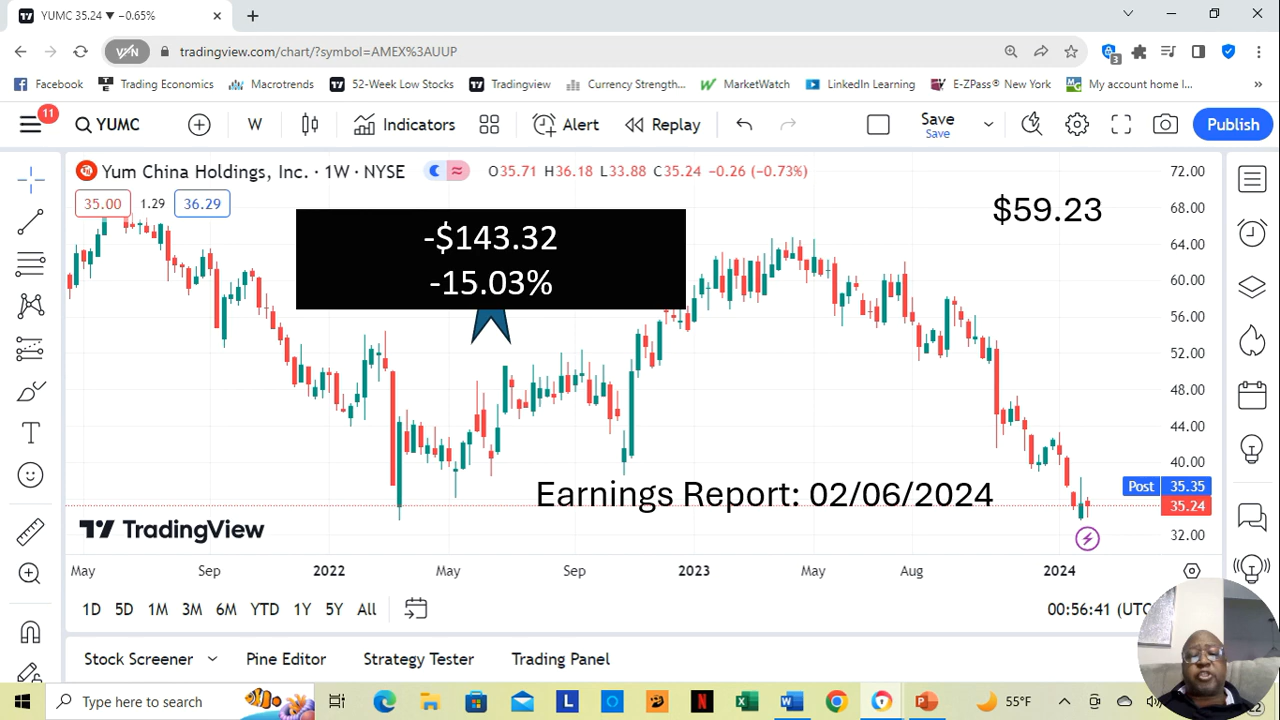 YUMC 35.24 ▼ −0.65%
tradingview.com/chart/?symbol=AMEX%3AUUP
3
Facebook
Trading Economics
Macrotrends
52-Week Low Stocks
Tradingview
Currency Strength...
MarketWatch
LinkedIn Learning
E-ZPass® New York
My account home I...
»
11
YUMC
W
Indicators
Alert
Replay
Save
Save
Publish
Yum China Holdings, Inc. · 1W · NYSE
O35.71 H36.18 L33.88 C35.24 −0.26 (−0.73%)
35.00 1.29 36.29
-$143.32
-15.03%
$59.23
Earnings Report: 02/06/2024
72.00
68.00
64.00
60.00
56.00
52.00
48.00
44.00
40.00
Post 35.35
35.24
32.00
TradingView
May Sep 2022 May Sep 2023 May Aug 2024
1D 5D 1M 3M 6M YTD 1Y 5Y All
00:56:41 (UTC
Stock Screener
Pine Editor
Strategy Tester
Trading Panel
Type here to search
55°F